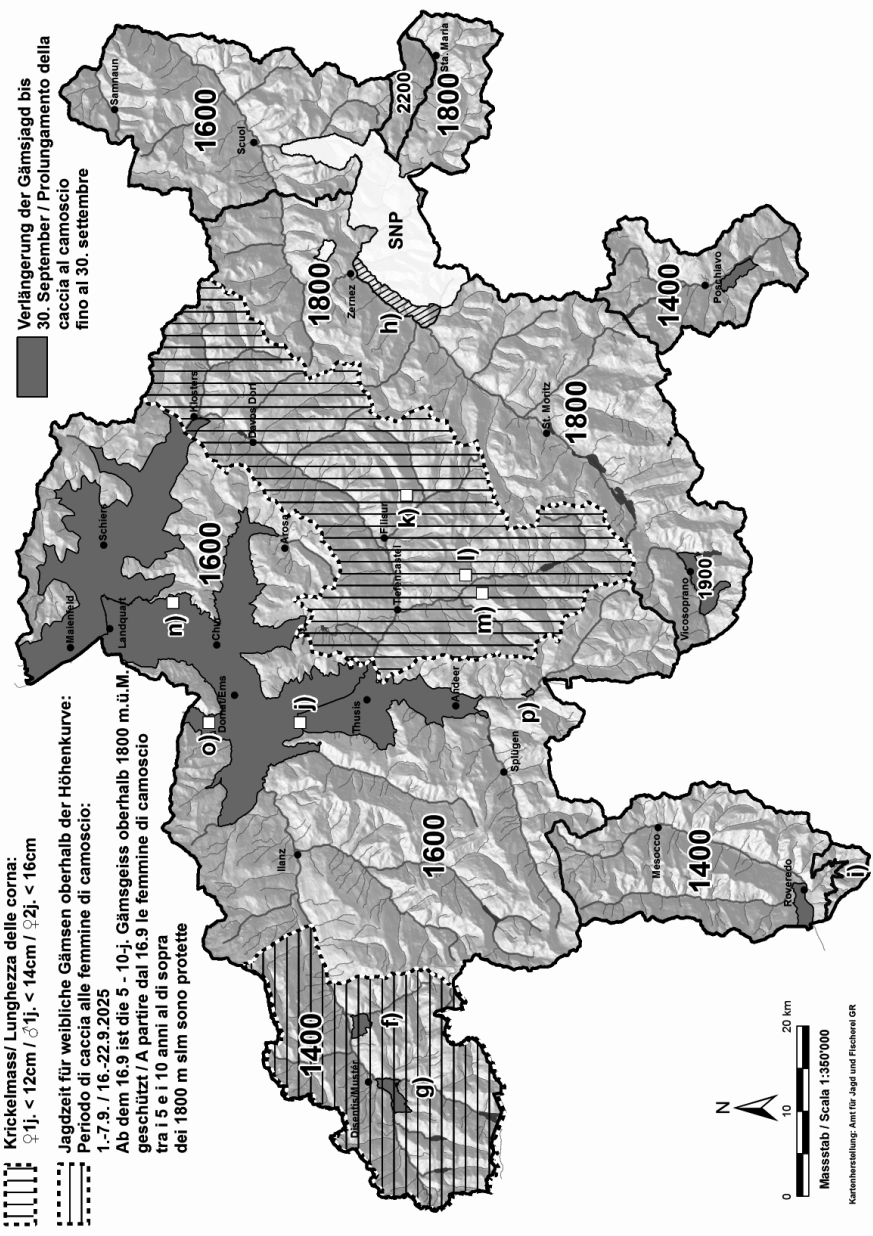 Krickelmass/ Lunghezza delle corna:
♀1j. < 12cm / ♂1j. < 14cm / ♀2j. < 16cm
Jagdzeit für weibliche Gämsen oberhalb der Höhenkurve:
Periodo di caccia alle femmine di camoscio:
1.-7.9. / 16.-22.9.2025
Ab dem 16.9 ist die 5 - 10-j. Gämsgeiss oberhalb 1800 m.ü.M.
geschützt / A partire dal 16.9 le femmine di camoscio
tra i 5 e i 10 anni al di sopra
dei 1800 m slm sono protette
Verlängerung der Gämsjagd bis
30. September / Prolungamento della
caccia al camoscio
fino al 30. settembre
Maienfeld
Schiers
Landquart
n)
Chur
1600
Arosa
Klosters
Davos Dorf
Samnaun
1600
Scuol
o)
Domat/Ems
j)
Thusis
Andeer
p)
Splügen
Tiefencastel
Filisur
k)
l)
m)
1800
Zernez
h)
SNP
2200
Sta. Maria
1800
Ilanz
1600
1400
f)
Disentis/Mustér
g)
St. Moritz
1800
Vicosoprano
1900
1400
Poschiavo
Mesocco
1400
Roveredo
i)
N
0 10 20 km
Massstab / Scala 1:350'000
Kartenherstellung: Amt für Jagd und Fischerei GR